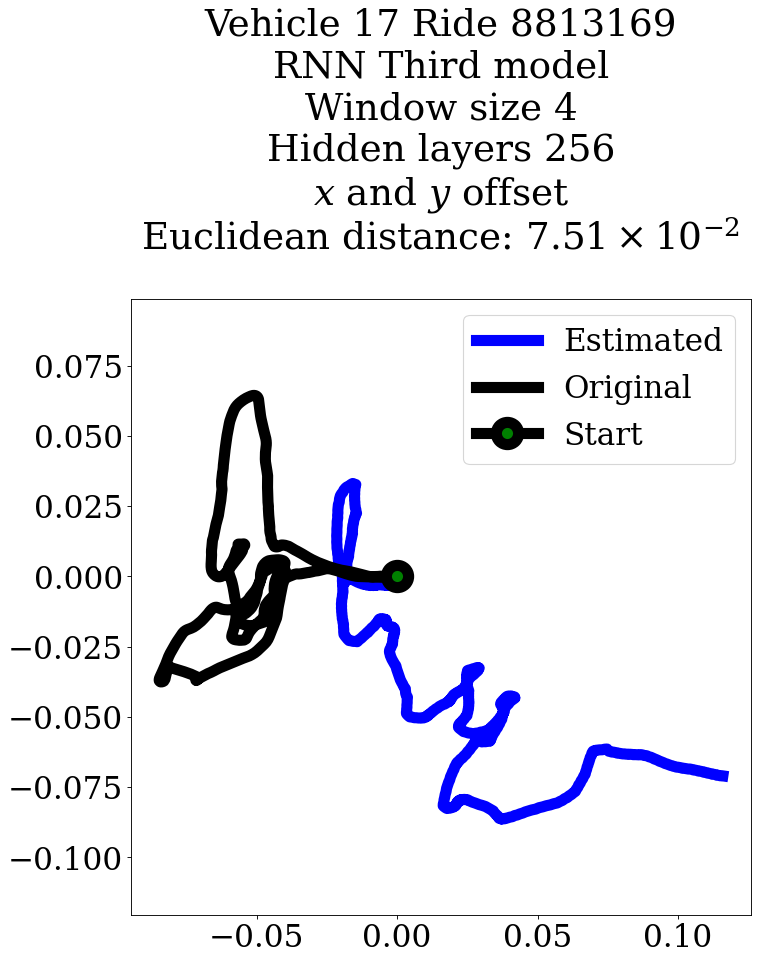 Vehicle 17 Ride 8813169
RNN Third model
Window size 4
Hidden layers 256
x and y offset
Euclidean distance: 7.51 × 10⁻²
Estimated
Original
Start
0.075
0.050
0.025
0.000
−0.025
−0.050
−0.075
−0.100
−0.05 0.00 0.05 0.10